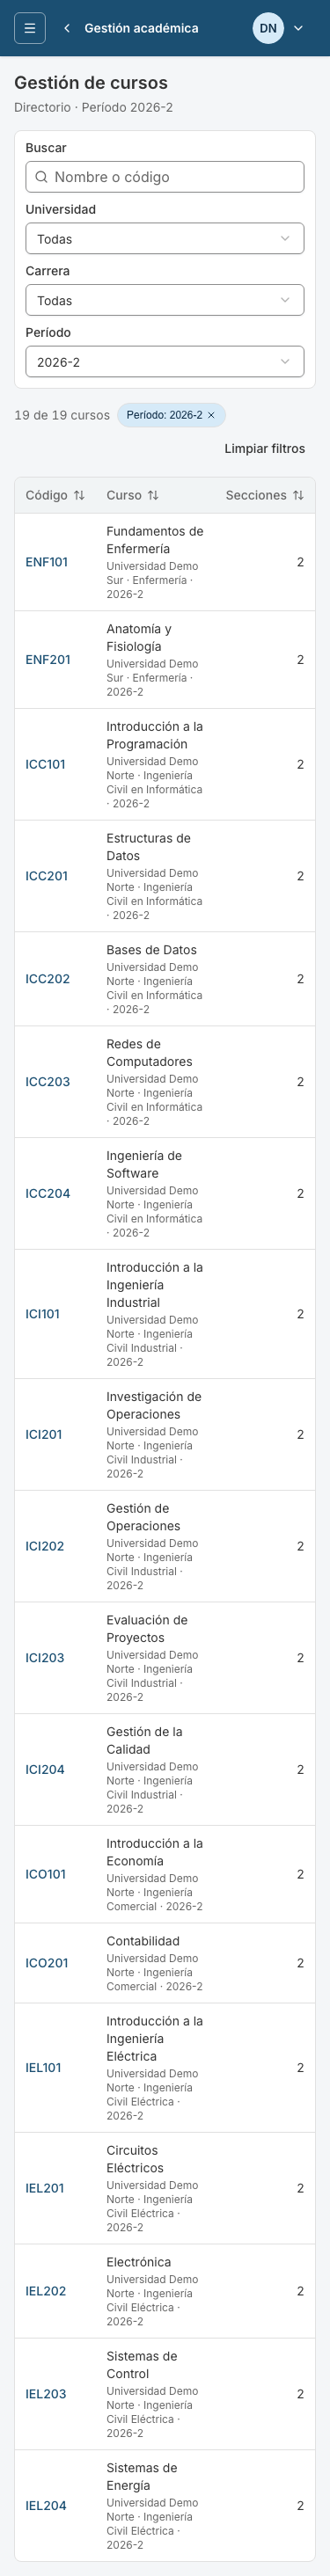 Gestión académica
DN
Gestión de cursos
Directorio · Período 2026-2
Buscar
Nombre o código
Universidad
Todas
Carrera
Todas
Período
2026-2
19 de 19 cursos
Período: 2026-2
Limpiar filtros
Código
Curso
Secciones
Fundamentos de
Enfermería
ENF101
Universidad Demo
Sur · Enfermería ·
2026-2
2
Anatomía y
Fisiología
ENF201
Universidad Demo
Sur · Enfermería ·
2026-2
2
Introducción a la
Programación
ICC101
Universidad Demo
Norte · Ingeniería
Civil en Informática
· 2026-2
2
Estructuras de
Datos
ICC201
Universidad Demo
Norte · Ingeniería
Civil en Informática
· 2026-2
2
Bases de Datos
ICC202
Universidad Demo
Norte · Ingeniería
Civil en Informática
· 2026-2
2
Redes de
Computadores
ICC203
Universidad Demo
Norte · Ingeniería
Civil en Informática
· 2026-2
2
Ingeniería de
Software
ICC204
Universidad Demo
Norte · Ingeniería
Civil en Informática
· 2026-2
2
Introducción a la
Ingeniería
Industrial
ICI101
Universidad Demo
Norte · Ingeniería
Civil Industrial ·
2026-2
2
Investigación de
Operaciones
ICI201
Universidad Demo
Norte · Ingeniería
Civil Industrial ·
2026-2
2
Gestión de
Operaciones
ICI202
Universidad Demo
Norte · Ingeniería
Civil Industrial ·
2026-2
2
Evaluación de
Proyectos
ICI203
Universidad Demo
Norte · Ingeniería
Civil Industrial ·
2026-2
2
Gestión de la
Calidad
ICI204
Universidad Demo
Norte · Ingeniería
Civil Industrial ·
2026-2
2
Introducción a la
Economía
ICO101
Universidad Demo
Norte · Ingeniería
Comercial · 2026-2
2
Contabilidad
ICO201
Universidad Demo
Norte · Ingeniería
Comercial · 2026-2
2
Introducción a la
Ingeniería
Eléctrica
IEL101
Universidad Demo
Norte · Ingeniería
Civil Eléctrica ·
2026-2
2
Circuitos
Eléctricos
IEL201
Universidad Demo
Norte · Ingeniería
Civil Eléctrica ·
2026-2
2
Electrónica
IEL202
Universidad Demo
Norte · Ingeniería
Civil Eléctrica ·
2026-2
2
Sistemas de
Control
IEL203
Universidad Demo
Norte · Ingeniería
Civil Eléctrica ·
2026-2
2
Sistemas de
Energía
IEL204
Universidad Demo
Norte · Ingeniería
Civil Eléctrica ·
2026-2
2